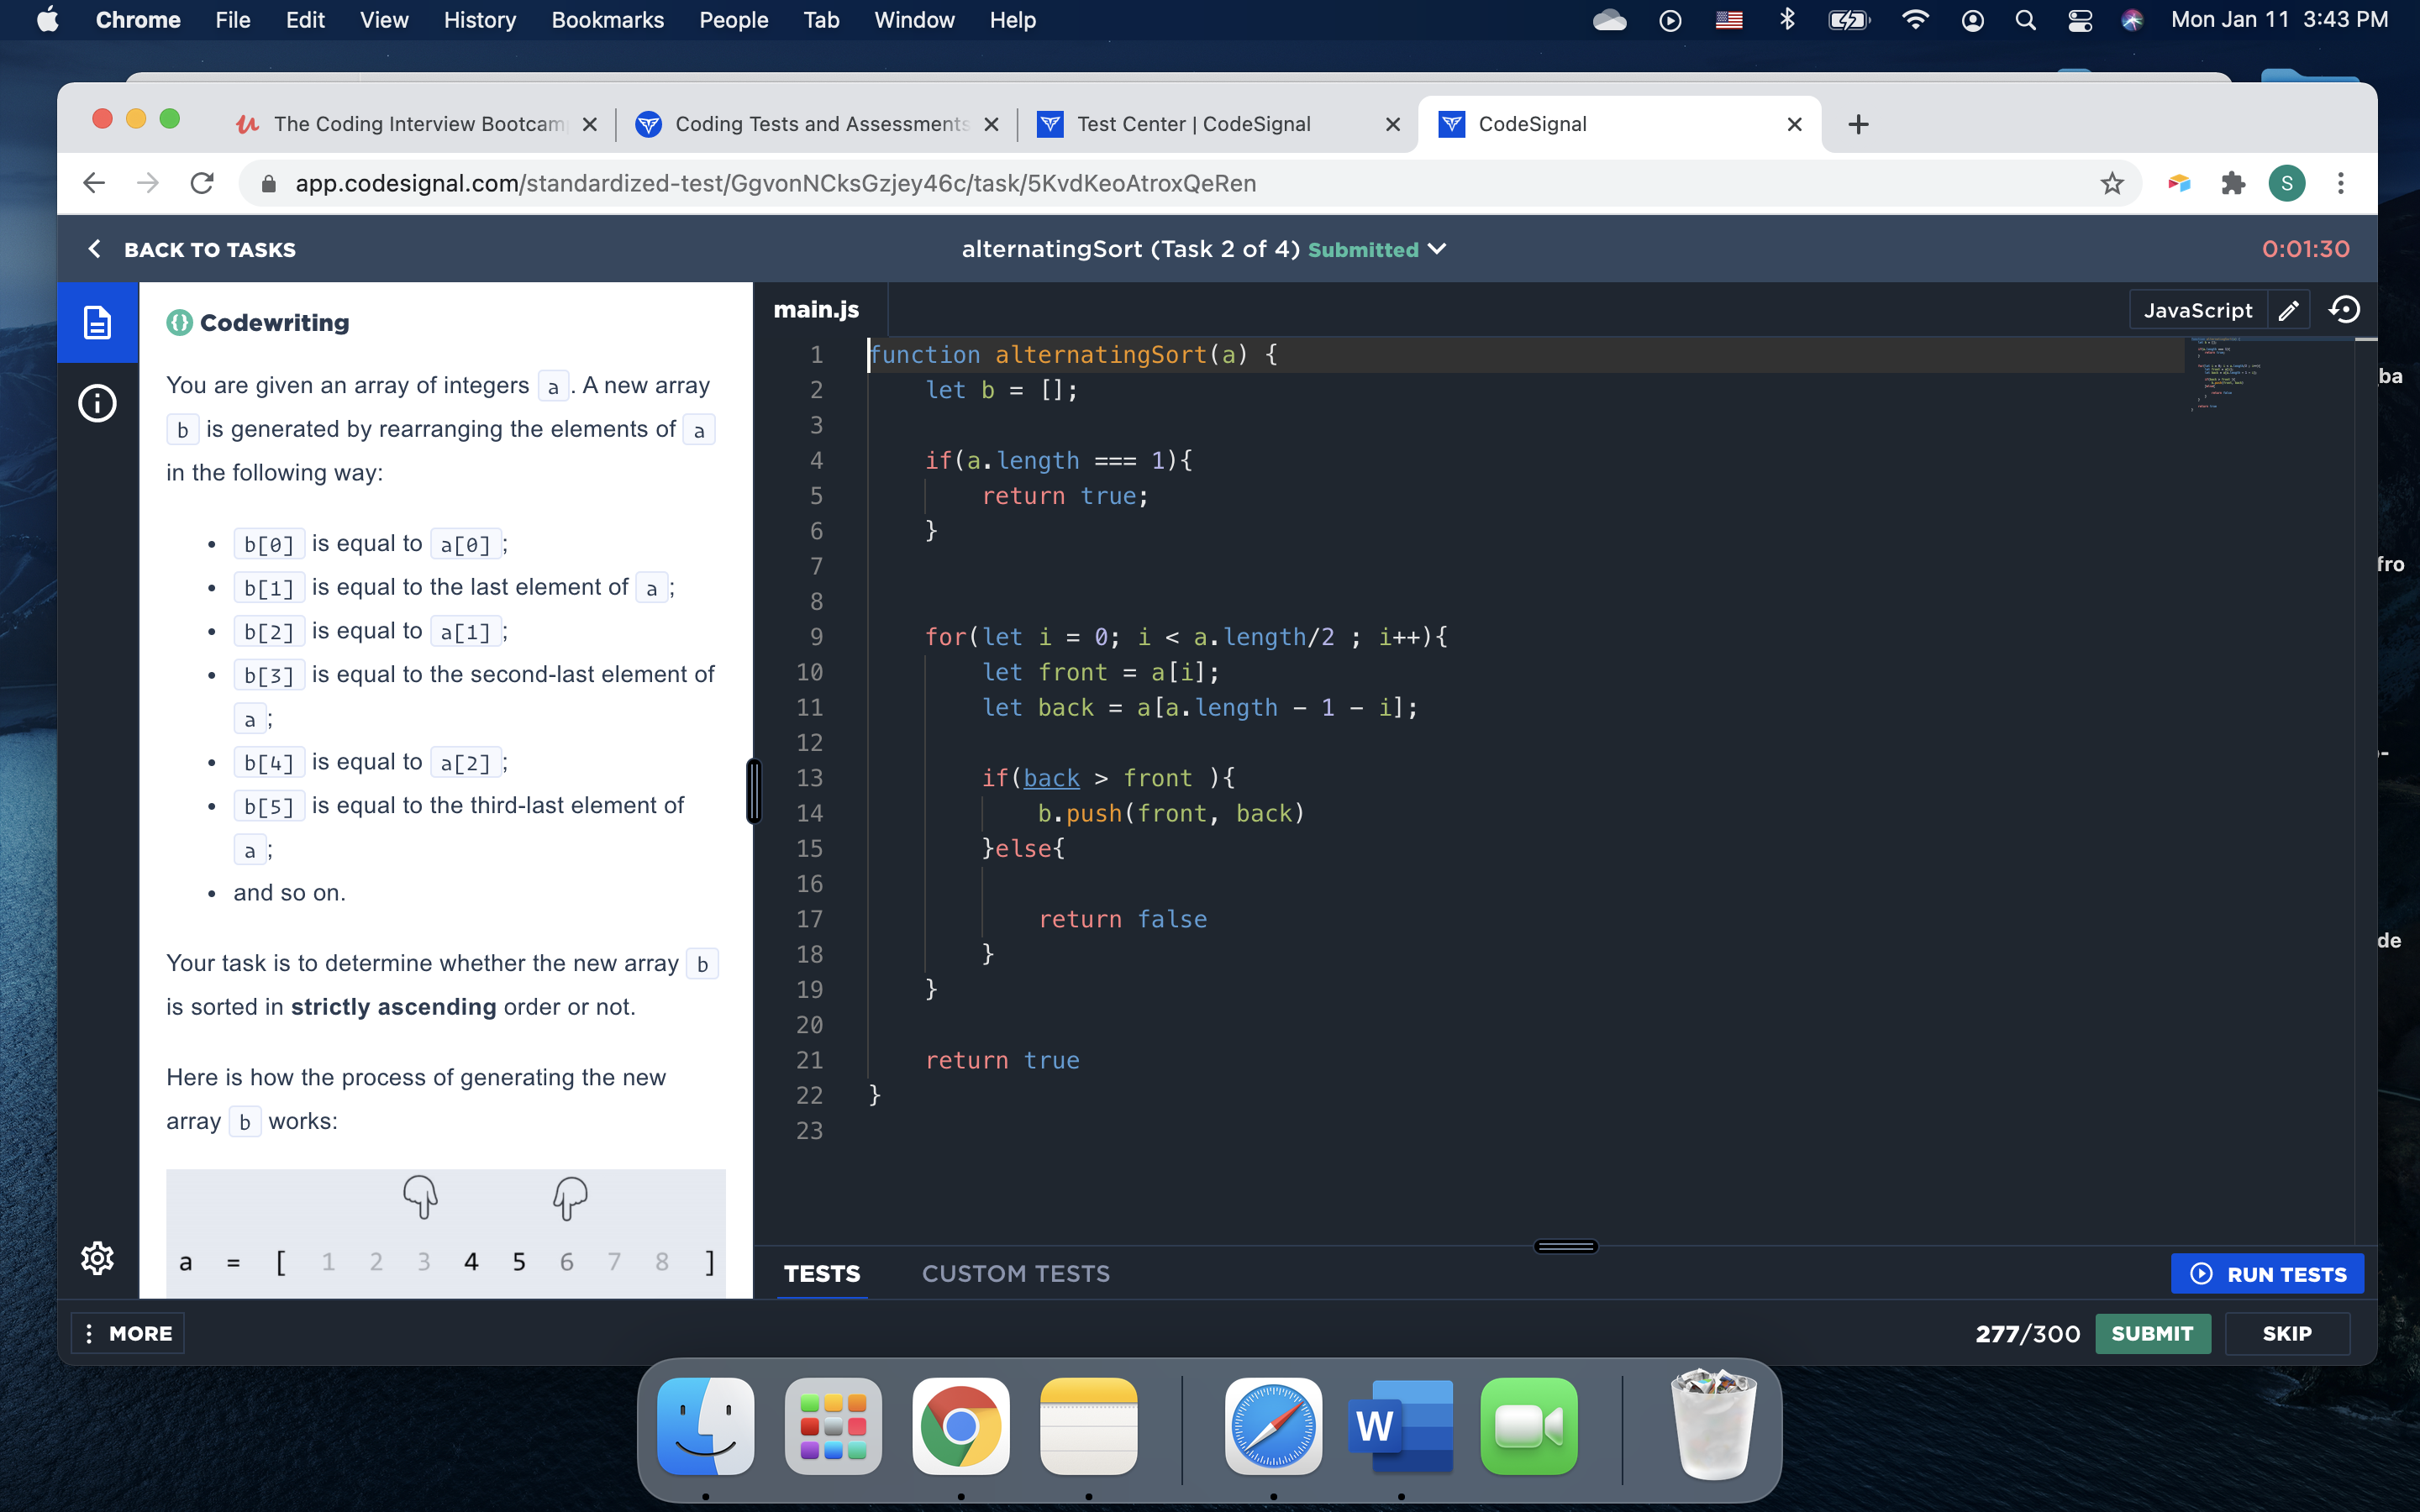 Chrome File Edit View History Bookmarks People Tab Window Help Mon Jan 11 3:43 PM
The Coding Interview Bootcam Coding Tests and Assessments Test Center | CodeSignal CodeSignal
app.codesignal.com/standardized-test/GgvonNCksGzjey46c/task/5KvdKeoAtroxQeRen S
BACK TO TASKS alternatingSort (Task 2 of 4) Submitted 0:01:30
Codewriting
You are given an array of integers a. A new array
b is generated by rearranging the elements of a
in the following way:
• b[0] is equal to a[0];
• b[1] is equal to the last element of a;
• b[2] is equal to a[1];
• b[3] is equal to the second-last element of
a;
• b[4] is equal to a[2];
• b[5] is equal to the third-last element of
a;
• and so on.
Your task is to determine whether the new array b
is sorted in strictly ascending order or not.
Here is how the process of generating the new
array b works:
a = [ 1 2 3 4 5 6 7 8 ]
main.js JavaScript
1 function alternatingSort(a) {
2 let b = [];
3
4 if(a.length === 1){
5 return true;
6 }
7
8
9 for(let i = 0; i < a.length/2 ; i++){
10 let front = a[i];
11 let back = a[a.length - 1 - i];
12
13 if(back > front ){
14 b.push(front, back)
15 }else{
16
17 return false
18 }
19 }
20
21 return true
22 }
23
TESTS CUSTOM TESTS RUN TESTS
MORE 277/300 SUBMIT SKIP
ba
fro
de
W